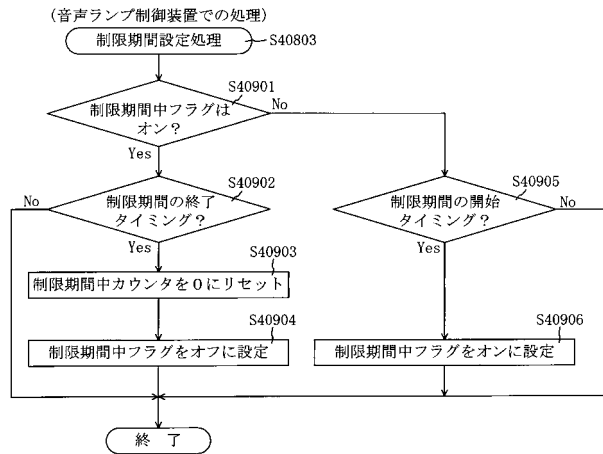 (音声ランプ制御装置での処理)
制限期間設定処理
S40803
S40901
制限期間中フラグは
オン？
No
Yes
S40902
No
制限期間の終了
タイミング？
Yes
S40905
制限期間の開始
タイミング？
No
Yes
S40903
制限期間中カウンタを０にリセット
S40904
制限期間中フラグをオフに設定
S40906
制限期間中フラグをオンに設定
終 了